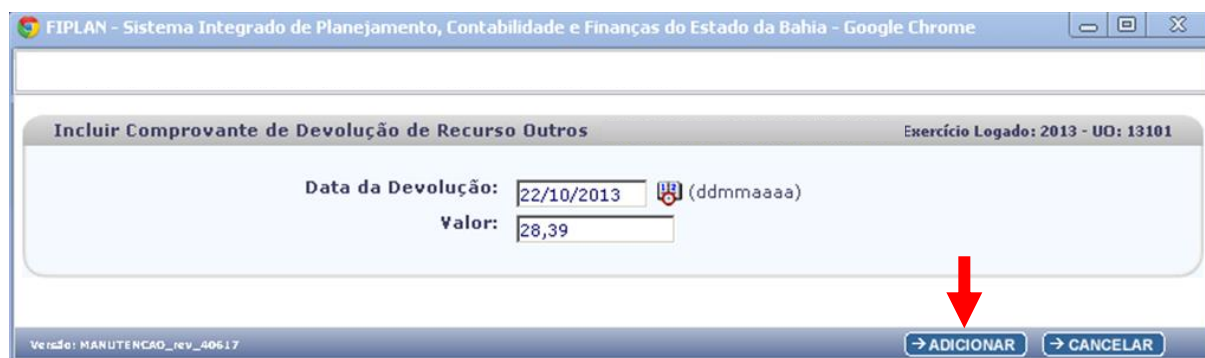 FIPLAN - Sistema Integrado de Planejamento, Contabilidade e Finanças do Estado da Bahia - Google Chrome
Incluir Comprovante de Devolução de Recurso Outros Exercício Logado: 2013 - UO: 13101
Data da Devolução: 22/10/2013 (ddmmaaaa)
Valor: 28,39
Versão: MANUTENCAO_rev_40617 ADICIONAR CANCELAR